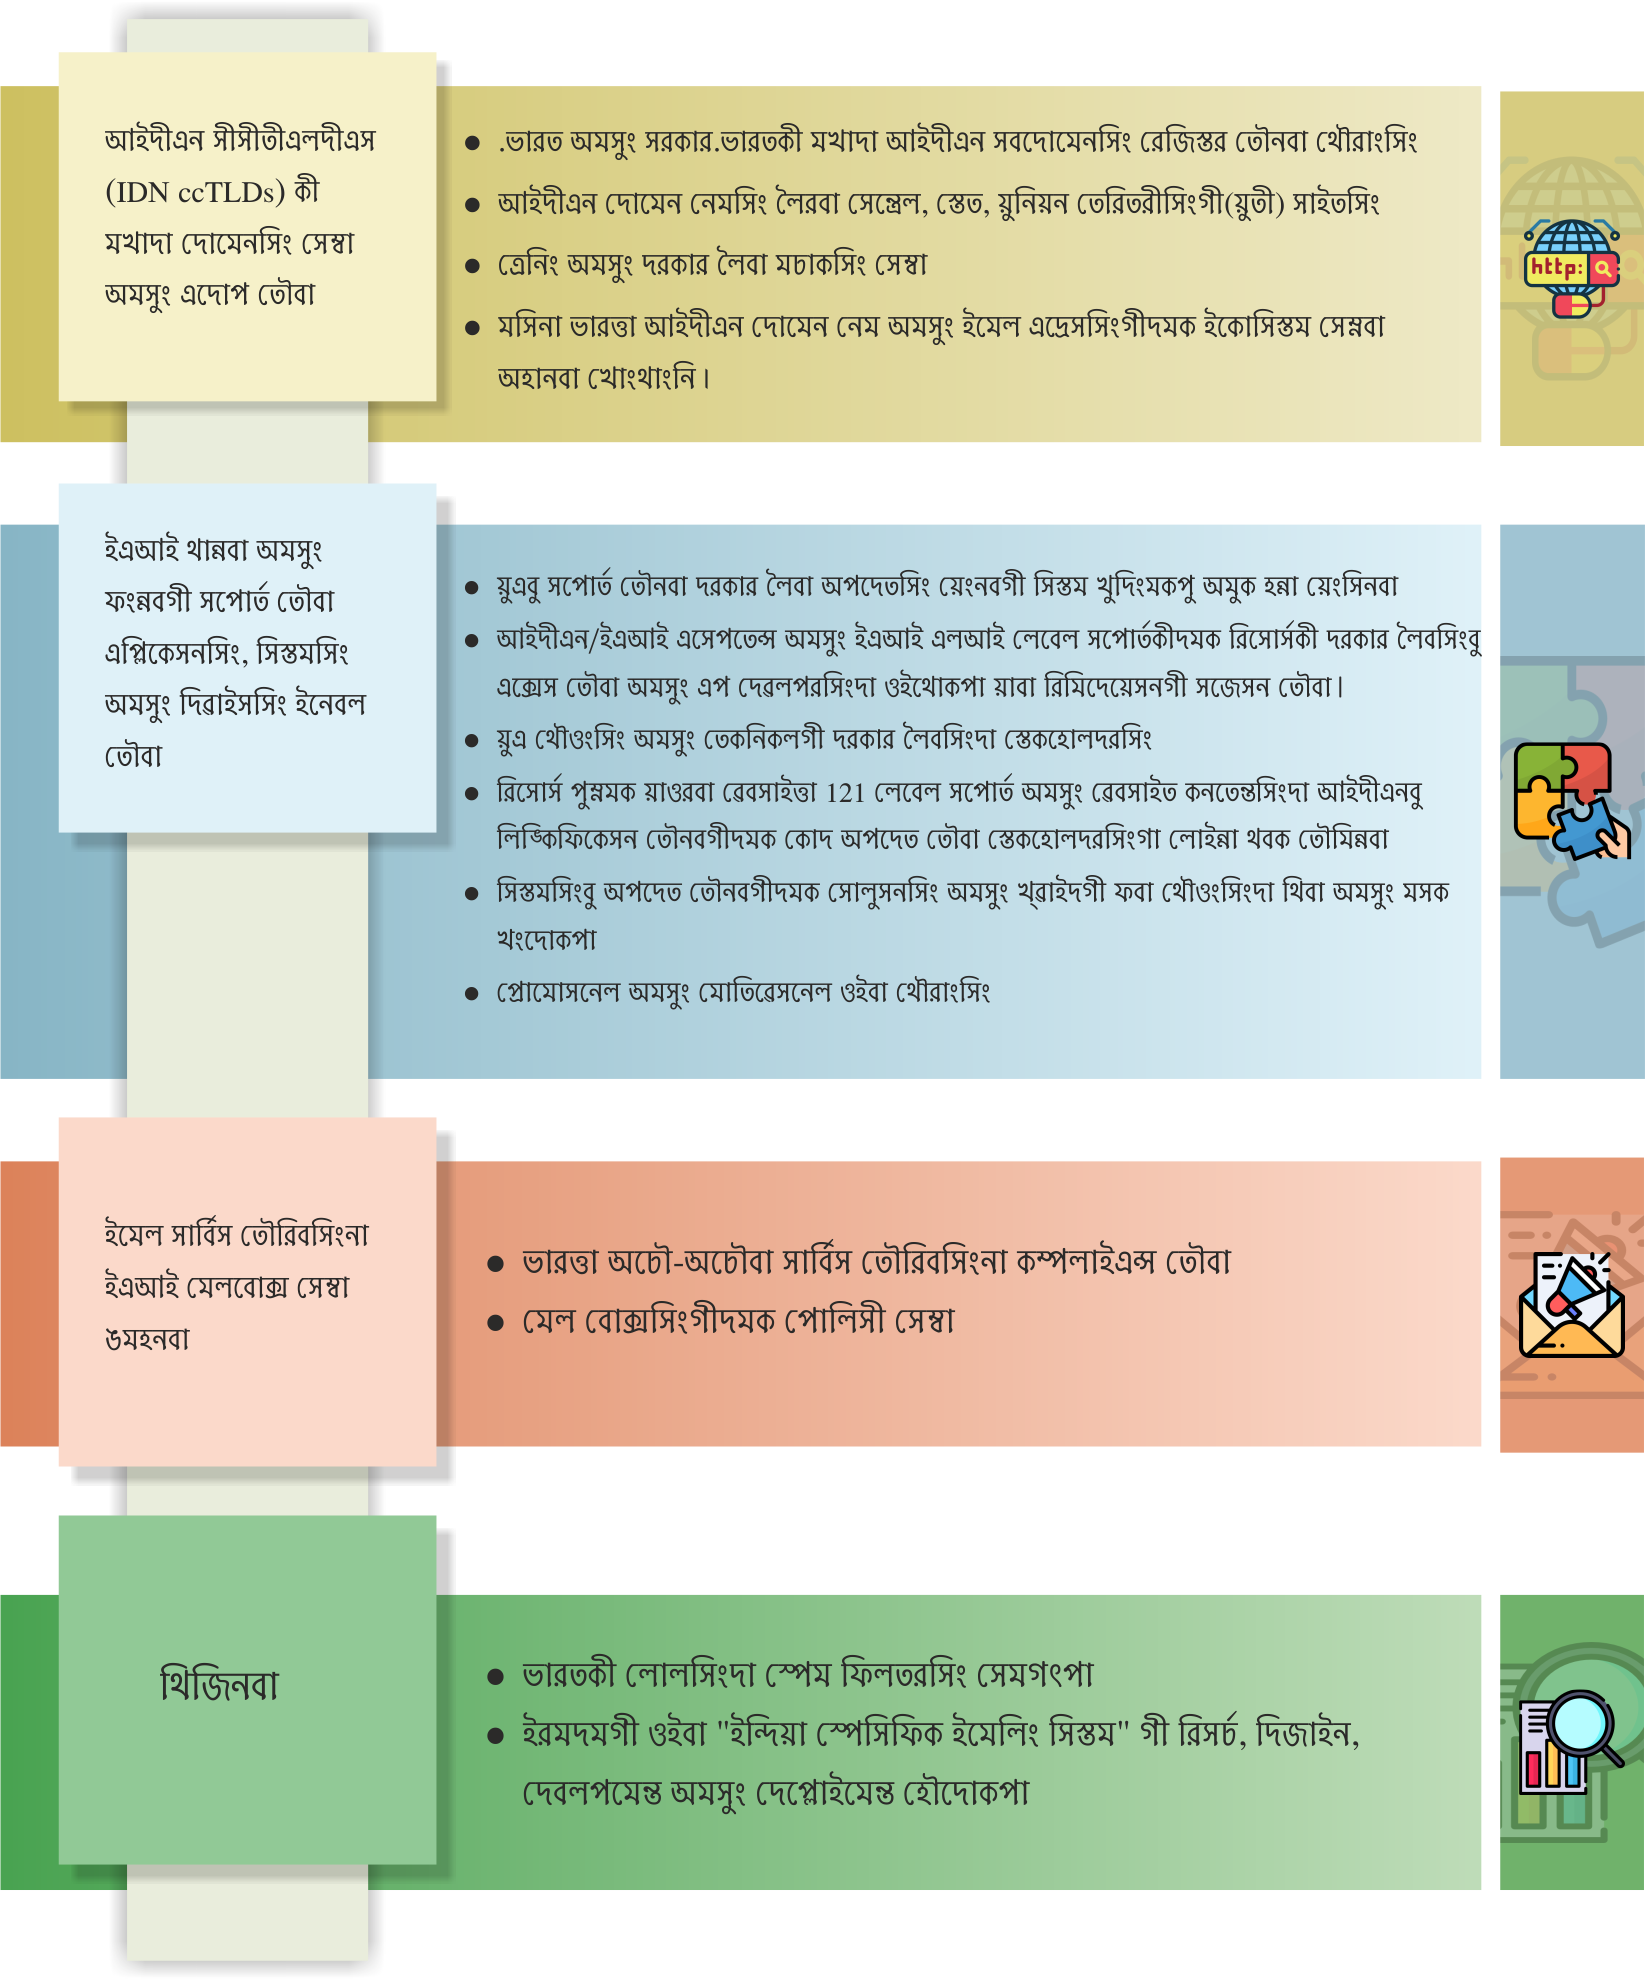 আইদীএন সীসীতীএলদীএস
(IDN ccTLDs) কী
মখাদা দোমেনসিং সেম্বা
অমসুং এদোপ তৌবা
● .ভারত অমসুং সরকার.ভারতকী মখাদা আইদীএন সবদোমেনসিং রেজিস্তর তৌনবা থৌরাংসিং
● আইদীএন দোমেন নেমসিং লৈরবা সেন্ত্রেল, স্তেত, য়ুনিয়ন তেরিতরীসিংগী(য়ুতী) সাইতসিং
● ত্রেনিং অমসুং দরকার লৈবা মচাকসিং সেম্বা
● মসিনা ভারত্তা আইদীএন দোমেন নেম অমসুং ইমেল এদ্রেসসিংগীদমক ইকোসিস্তম সেম্নবা
অহানবা খোংথাংনি।
ইএআই থান্নবা অমসুং
ফংন্নবগী সপোর্ত তৌবা
এপ্লিকেসনসিং, সিস্তমসিং
অমসুং দিৱাইসসিং ইনেবল
তৌবা
● য়ুএবু সপোর্ত তৌনবা দরকার লৈবা অপদেতসিং য়েংনবগী সিস্তম খুদিংমকপু অমুক হন্না য়েংসিনবা
● আইদীএন/ইএআই এসেপতেন্স অমসুং ইএআই এলআই লেবেল সপোর্তকীদমক রিসোর্সকী দরকার লৈবসিংবু
এক্সেস তৌবা অমসুং এপ দেৱলপরসিংদা ওইথোকপা য়াবা রিমিদেয়েসনগী সজেসন তৌবা।
● য়ুএ থৌওংসিং অমসুং তেকনিকলগী দরকার লৈবসিংদা স্তেকহোলদরসিং
● রিসোর্স পুম্নমক য়াওরবা ৱেবসাইত্তা 121 লেবেল সপোর্ত অমসুং ৱেবসাইত কনতেন্তসিংদা আইদীএনবু
লিঙ্কিফিকেসন তৌনবগীদমক কোদ অপদেত তৌবা স্তেকহোলদরসিংগা লোইন্না থবক তৌমিন্নবা
● সিস্তমসিংবু অপদেত তৌনবগীদমক সোলুসনসিং অমসুং খ্ৱাইদগী ফবা থৌওংসিংদা থিবা অমসুং মসক
খংদোকপা
● প্রোমোসনেল অমসুং মোতিৱেসনেল ওইবা থৌরাংসিং
ইমেল সার্বিস তৌরিবসিংনা
ইএআই মেলবোক্স সেম্বা
ঙমহনবা
● ভারত্তা অচৌ-অচৌবা সার্বিস তৌরিবসিংনা কম্পলাইএন্স তৌবা
● মেল বোক্সসিংগীদমক পোলিসী সেম্বা
থিজিনবা
● ভারতকী লোলসিংদা স্পেম ফিলতরসিং সেমগৎপা
● ইরমদমগী ওইবা "ইন্দিয়া স্পেসিফিক ইমেলিং সিস্তম" গী রিসর্চ, দিজাইন,
দেবলপমেন্ত অমসুং দেপ্লোইমেন্ত হৌদোকপা
http: